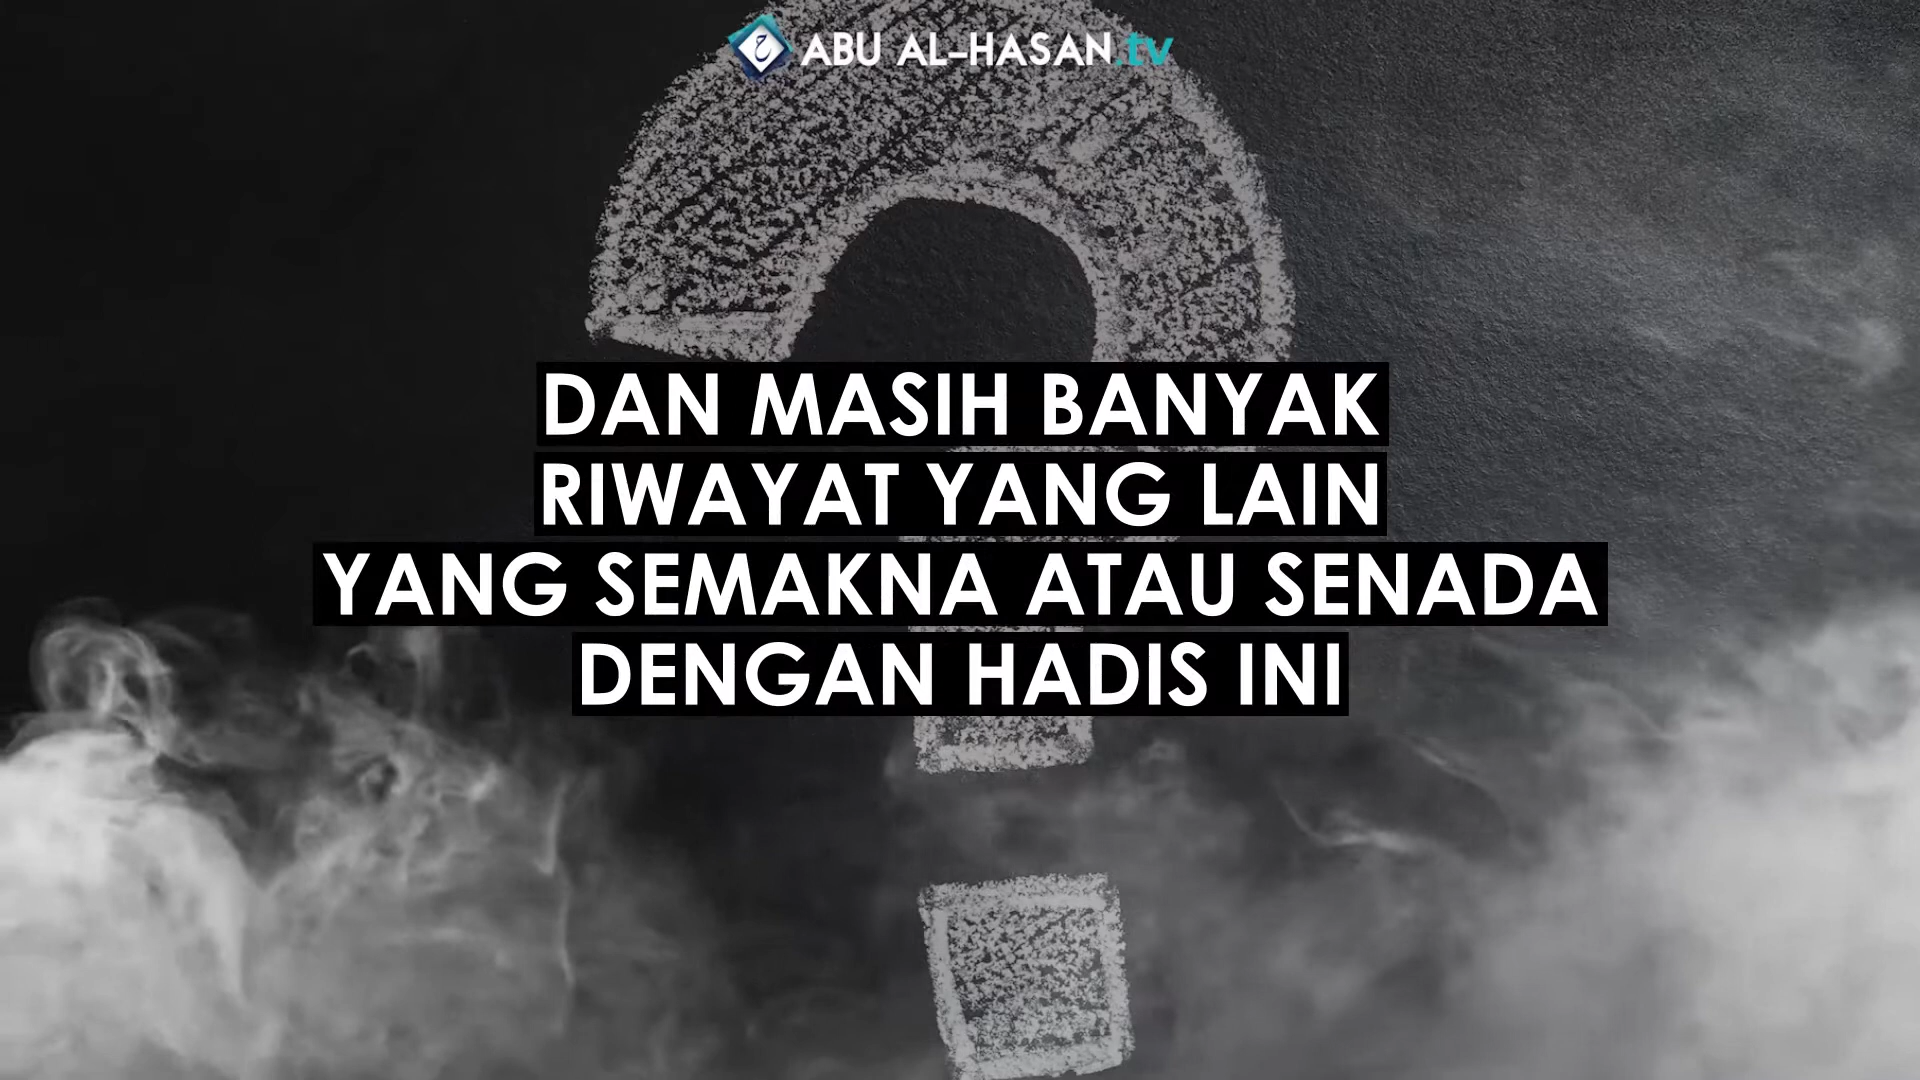 ABU AL-HASAN.tv
DAN MASIH BANYAK
RIWAYAT YANG LAIN
YANG SEMAKNA ATAU SENADA
DENGAN HADIS INI